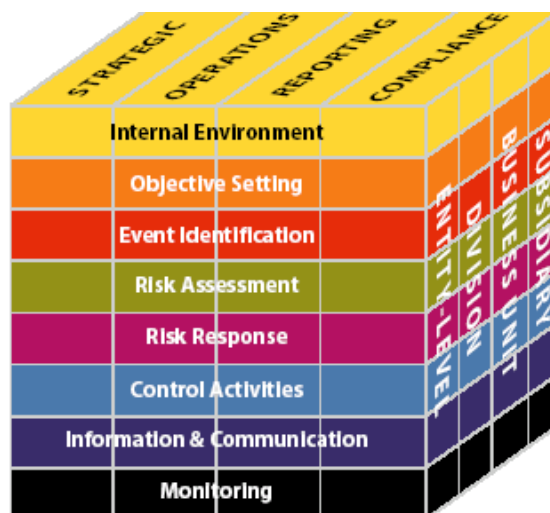 STRATEGIC
OPERATIONS
REPORTING
COMPLIANCE
Internal Environment
Objective Setting
Event Identification
Risk Assessment
Risk Response
Control Activities
Information & Communication
Monitoring
ENTITY-LEVEL
DIVISION
BUSINESS UNIT
SUBSIDIARY